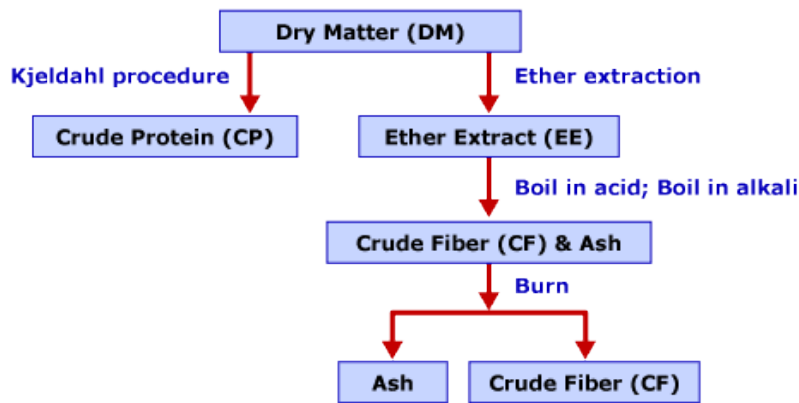 Dry Matter (DM)
Kjeldahl procedure
Ether extraction
Crude Protein (CP)
Ether Extract (EE)
Boil in acid; Boil in alkali
Crude Fiber (CF) & Ash
Burn
Ash
Crude Fiber (CF)